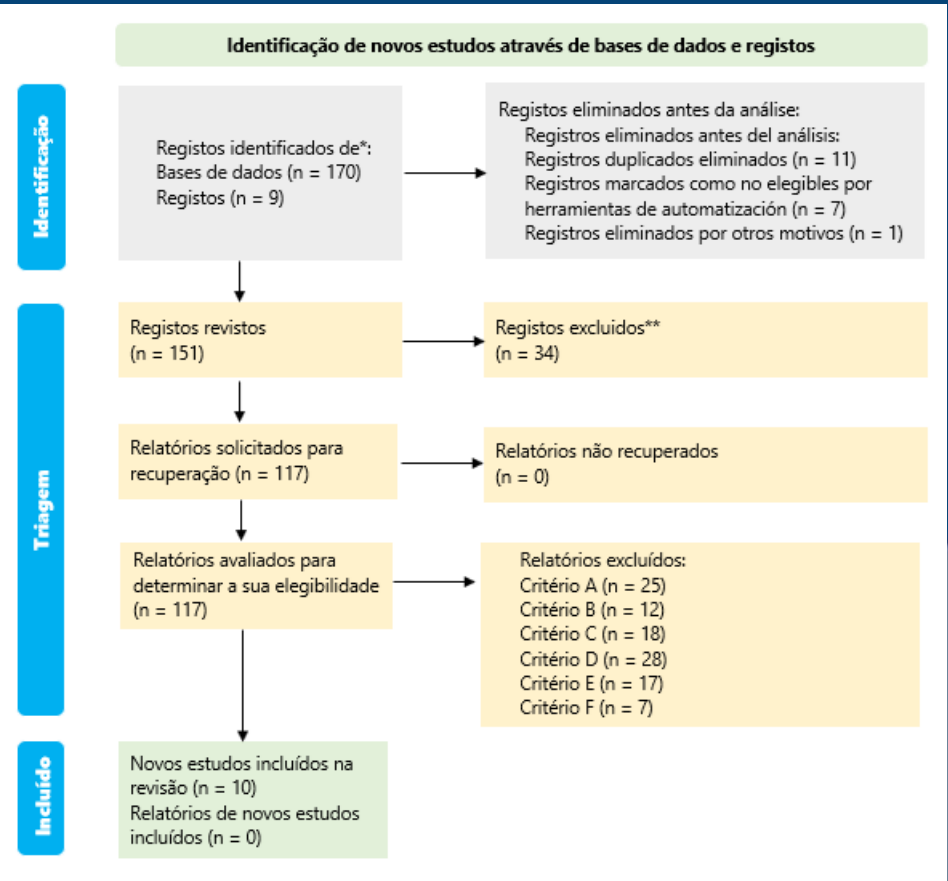 Identificação de novos estudos através de bases de dados e registos
Identificação
Registos identificados de*:
Bases de dados (n = 170)
Registos (n = 9)
Registos eliminados antes da análise:
Registros eliminados antes del análisis:
Registros duplicados eliminados (n = 11)
Registros marcados como no elegibles por
herramientas de automatización (n = 7)
Registros eliminados por otros motivos (n = 1)
Triagem
Registos revistos
(n = 151)
Registos excluidos**
(n = 34)
Relatórios solicitados para
recuperação (n = 117)
Relatórios não recuperados
(n = 0)
Relatórios avaliados para
determinar a sua elegibilidade
(n = 117)
Relatórios excluídos:
Critério A (n = 25)
Critério B (n = 12)
Critério C (n = 18)
Critério D (n = 28)
Critério E (n = 17)
Critério F (n = 7)
Incluído
Novos estudos incluídos na
revisão (n = 10)
Relatórios de novos estudos
incluídos (n = 0)